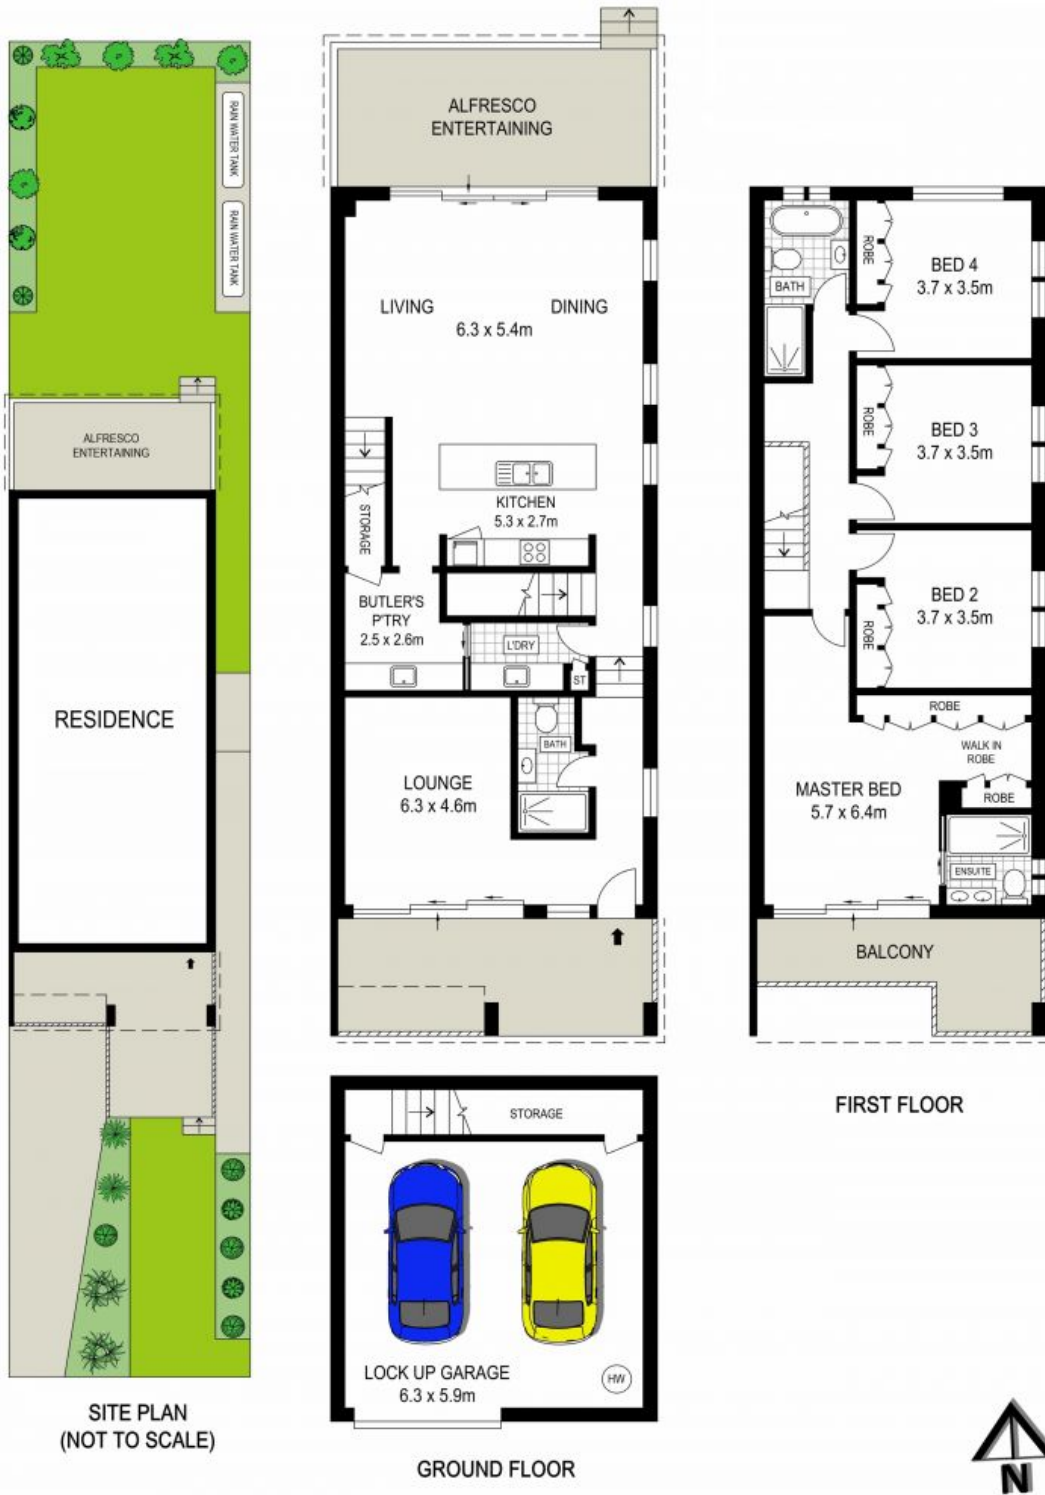 RAIN WATER TANK
RAIN WATER TANK
ALFRESCO
ENTERTAINING
RESIDENCE
SITE PLAN
(NOT TO SCALE)
ALFRESCO
ENTERTAINING
LIVING
DINING
6.3 x 5.4m
KITCHEN
5.3 x 2.7m
STORAGE
BUTLER'S
P'TRY
2.5 x 2.6m
L'DRY
ST
BATH
LOUNGE
6.3 x 4.6m
STORAGE
LOCK UP GARAGE
6.3 x 5.9m
HW
GROUND FLOOR
BATH
ROBE
BED 4
3.7 x 3.5m
ROBE
BED 3
3.7 x 3.5m
BED 2
3.7 x 3.5m
ROBE
ROBE
WALK IN
ROBE
ROBE
MASTER BED
5.7 x 6.4m
ENSUITE
BALCONY
FIRST FLOOR
N